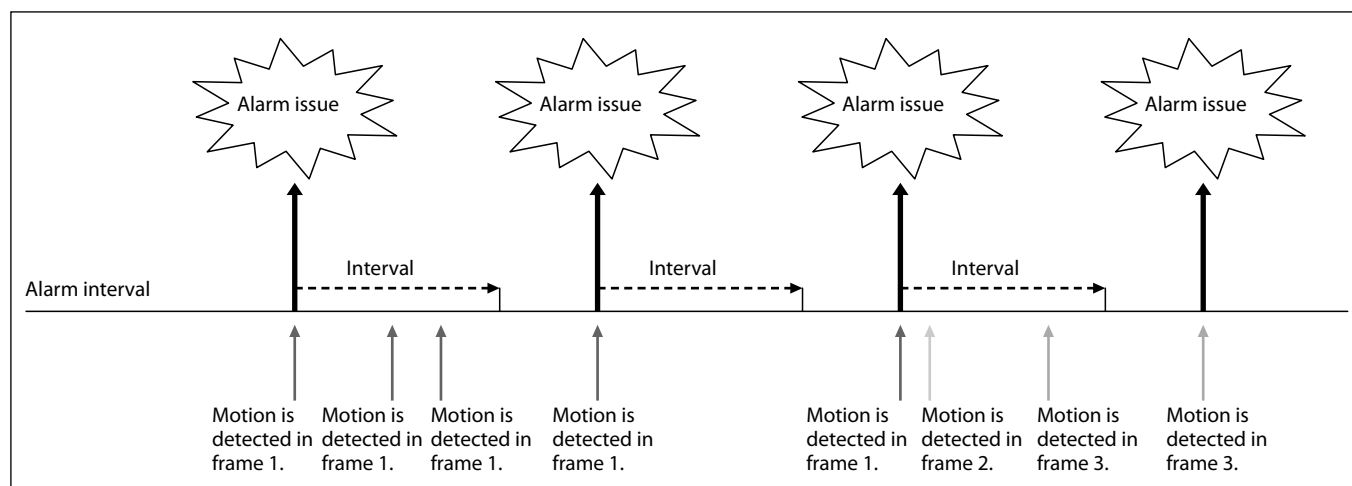 Alarm issue
Alarm issue
Alarm issue
Alarm issue
Interval
Interval
Interval
Alarm interval
Motion is
detected in
frame 1.
Motion is
detected in
frame 1.
Motion is
detected in
frame 1.
Motion is
detected in
frame 1.
Motion is
detected in
frame 1.
Motion is
detected in
frame 2.
Motion is
detected in
frame 3.
Motion is
detected in
frame 3.